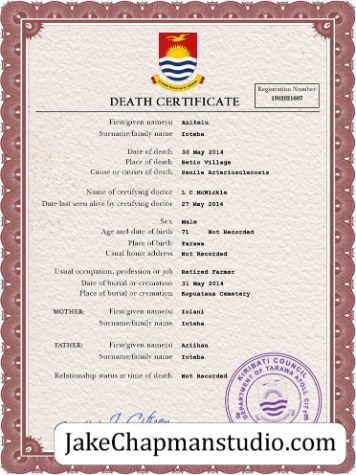 DEATH CERTIFICATE
Registration Number
1952021607
First/given name(s) Anitelu
Surname/family name Ioteba
Date of death 30 May 2014
Place of death Betio Village
Cause or causes of death Senile Arteriosclerosis
Name of certifying doctor L C McNickle
Date last seen alive by certifying doctor 27 May 2014
Sex Male
Age and date of birth 71 Not Recorded
Place of birth Tarawa
Usual home address Not Recorded
Usual occupation, profession or job Retired Farmer
Date of burial or cremation 31 May 2014
Place of burial or cremation Koputana Cemetery
MOTHER: First/given name(s) Iolani
Surname/family name Ioteba
FATHER: First/given name(s) Ariihau
Surname/family name Ioteba
Relationship status at time of death Not Recorded
KIRIBATI COUNCIL
DEPARTMENT OF TARAWA ATOLL CITY
JakeChapmanstudio.com